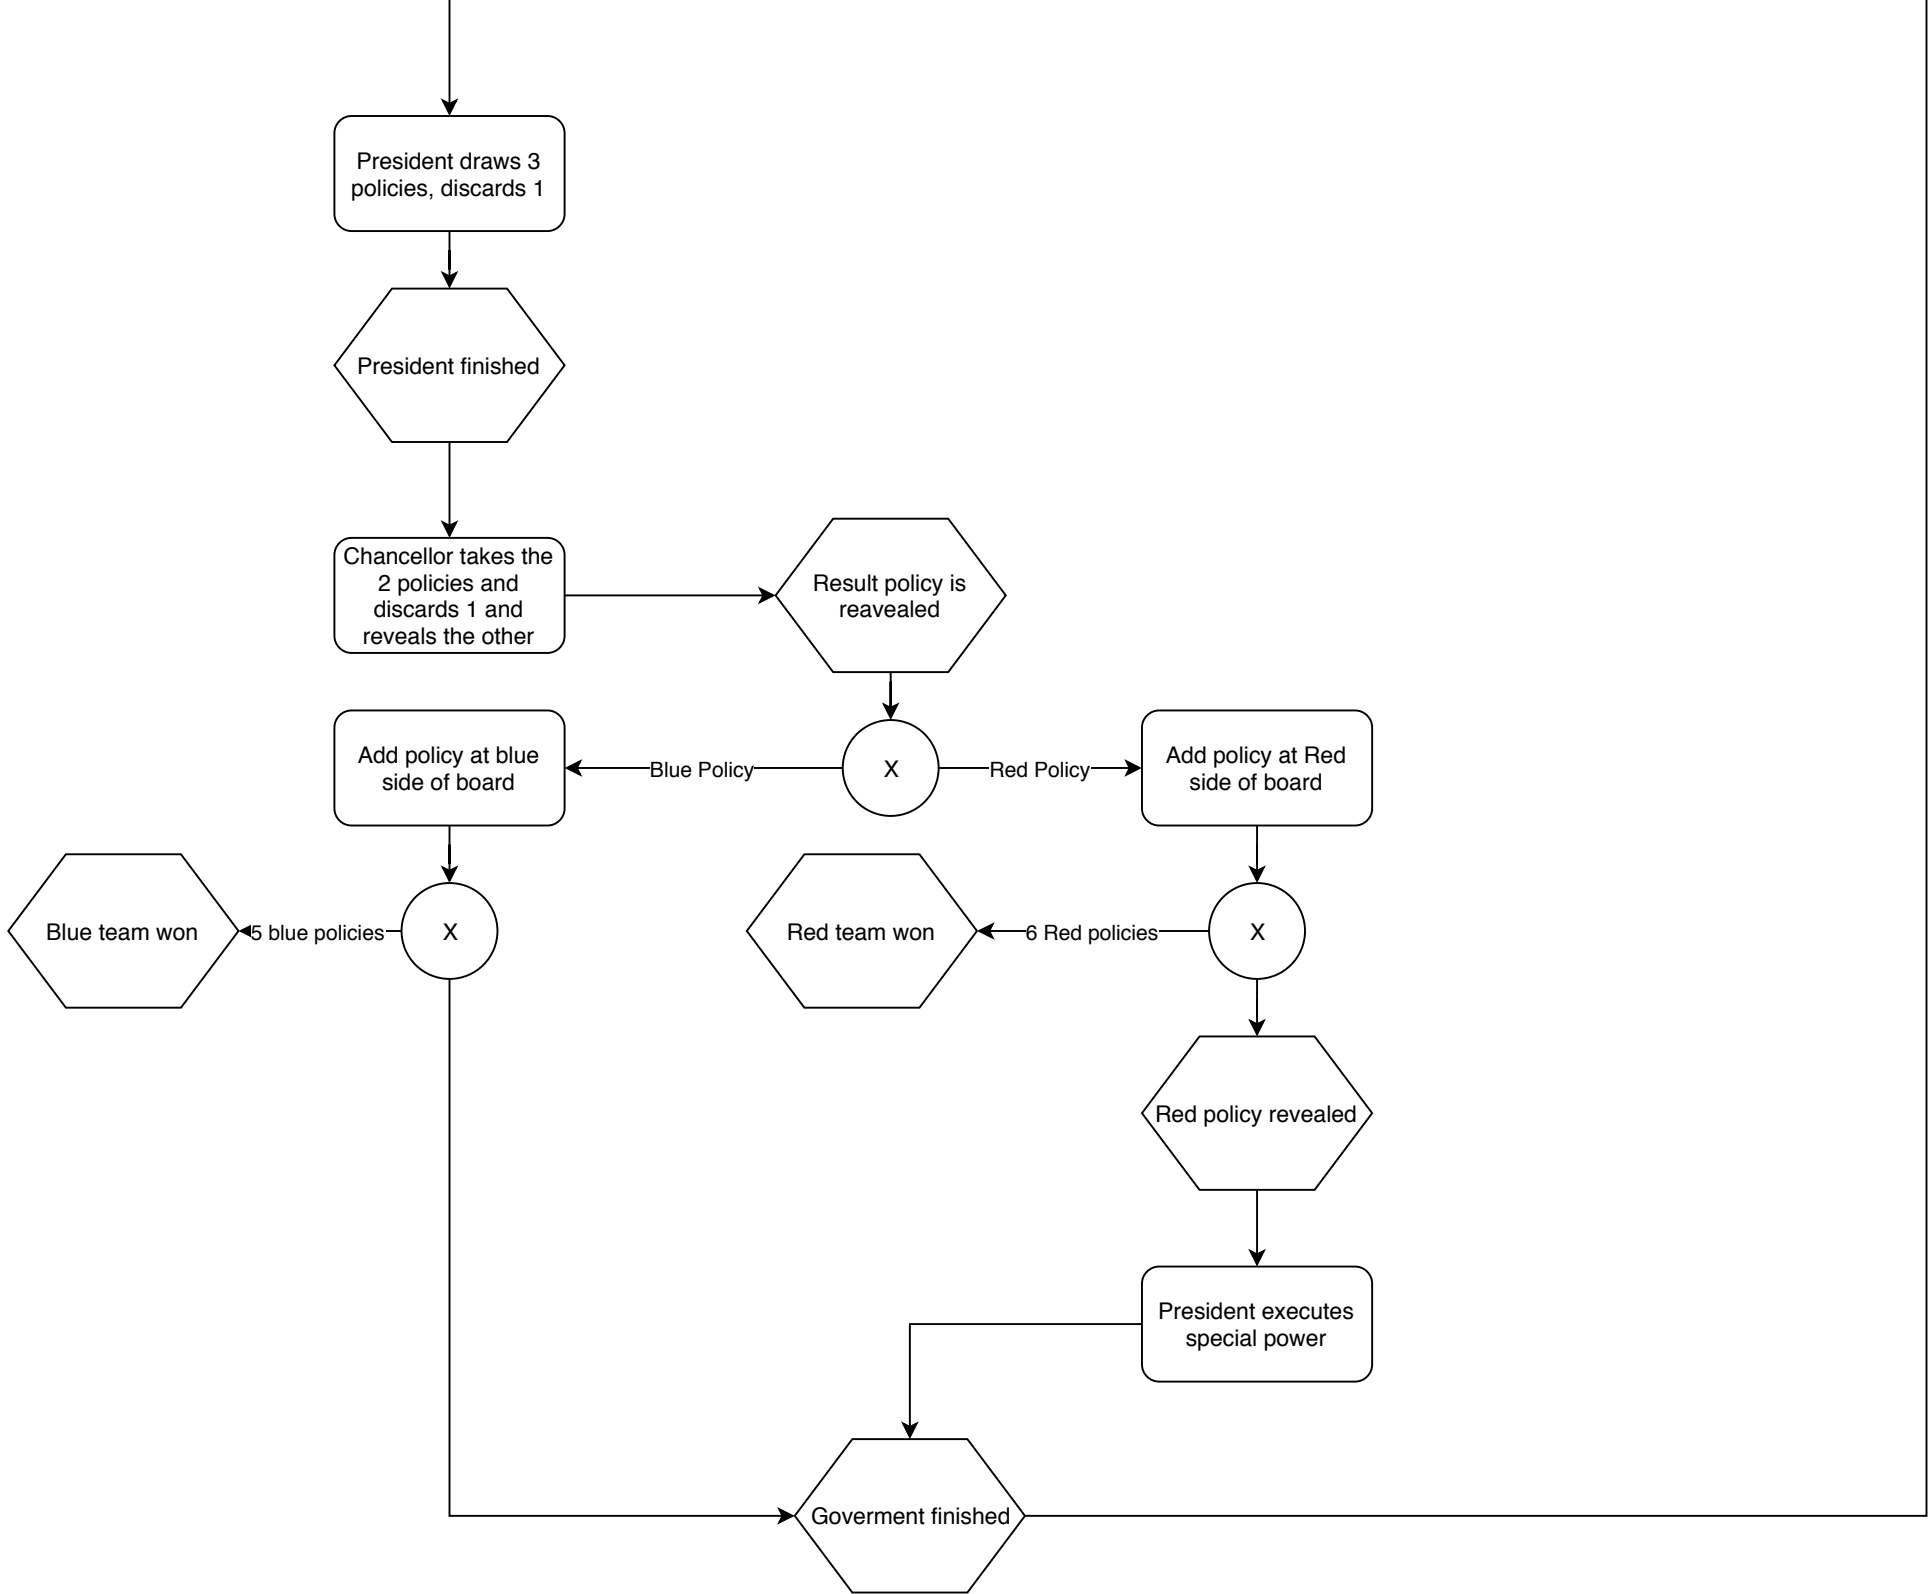 President draws 3
policies, discards 1
President finished
Chancellor takes the
2 policies and
discards 1 and
reveals the other
Result policy is
reavealed
Add policy at blue
side of board
Blue Policy
X
Red Policy
Add policy at Red
side of board
Blue team won
5 blue policies
X
Red team won
6 Red policies
X
Red policy revealed
President executes
special power
Goverment finished